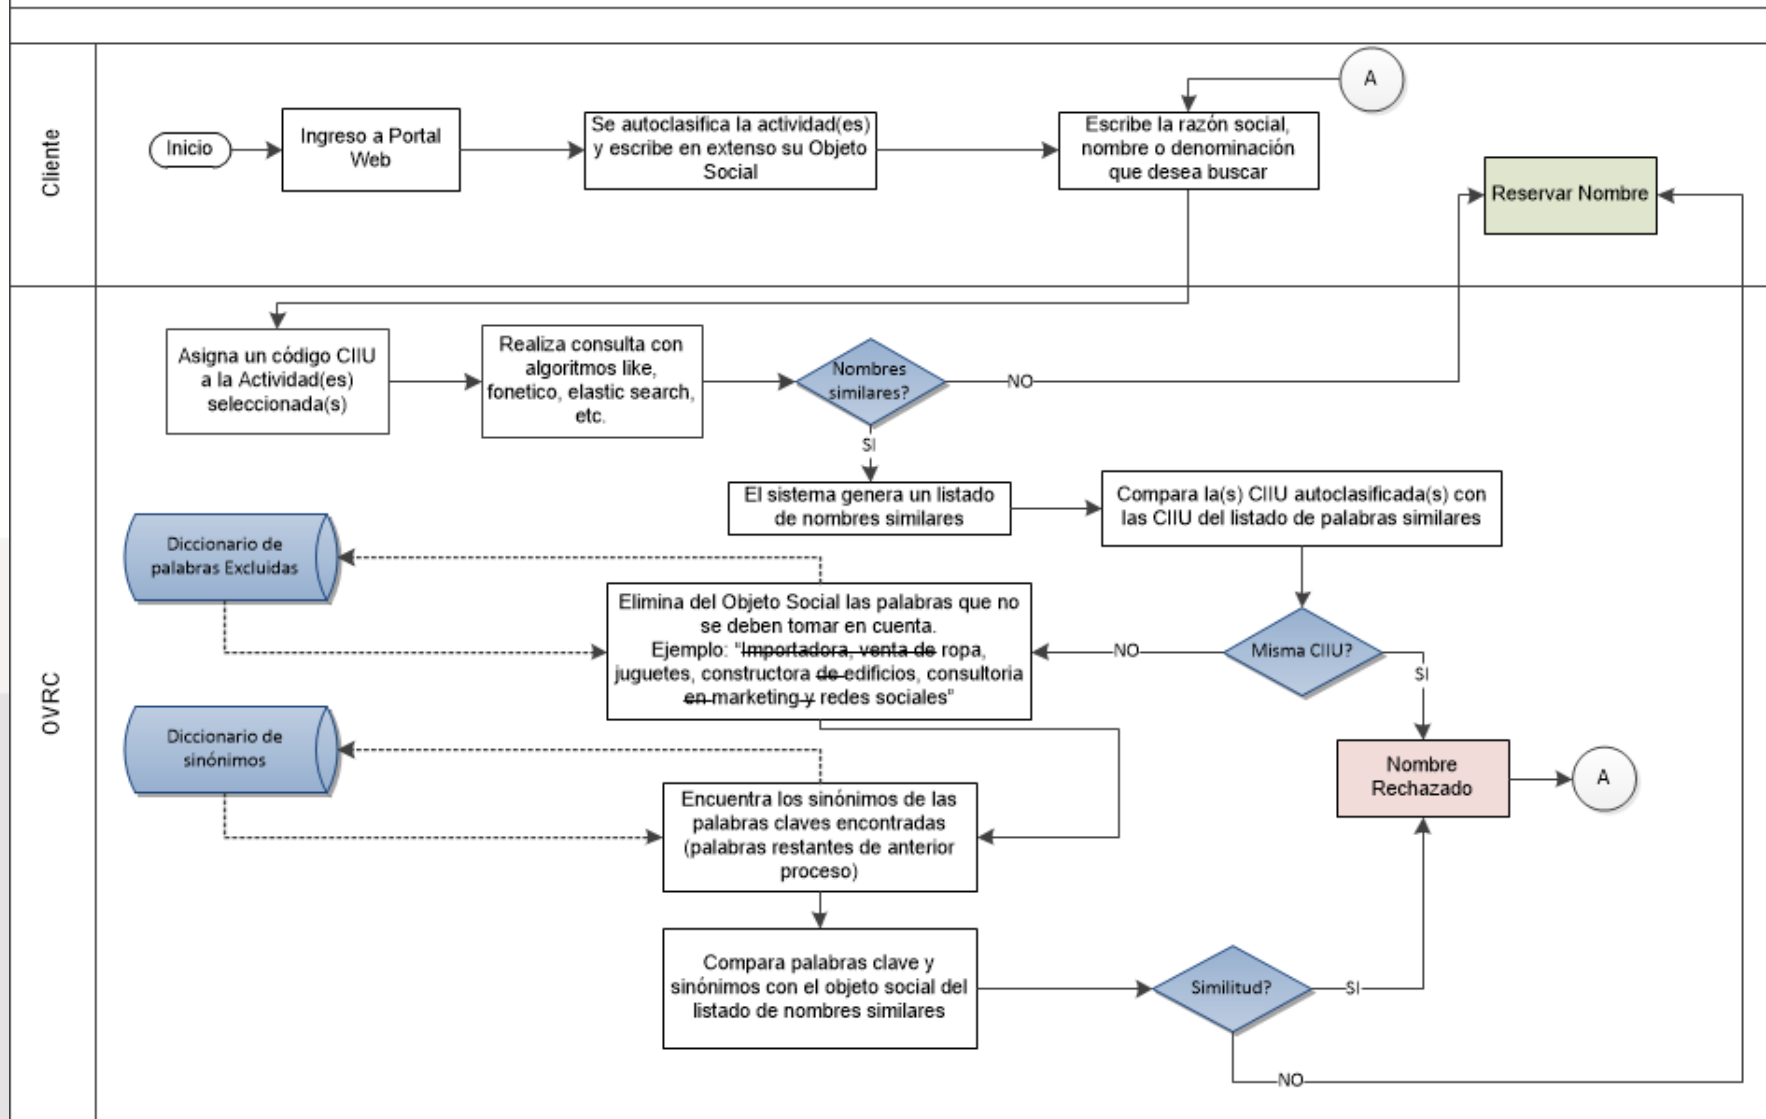 Cliente
Inicio
Ingreso a Portal
Web
Se autoclasifica la actividad(es)
y escribe en extenso su Objeto
Social
Escribe la razón social,
nombre o denominación
que desea buscar
A
Reservar Nombre
OVRC
Asigna un código CIIU
a la Actividad(es)
seleccionada(s)
Realiza consulta con
algoritmos like,
fonetico, elastic search,
etc.
Nombres
similares?
NO
SI
El sistema genera un listado
de nombres similares
Compara la(s) CIIU autoclasificada(s) con
las CIIU del listado de palabras similares
Diccionario de
palabras Excluidas
Elimina del Objeto Social las palabras que no
se deben tomar en cuenta.
Ejemplo: “Importadora, venta de ropa,
juguetes, constructora de edificios, consultoria
en marketing y redes sociales“
NO
Misma CIIU?
SI
Diccionario de
sinónimos
Encuentra los sinónimos de las
palabras claves encontradas
(palabras restantes de anterior
proceso)
Nombre
Rechazado
A
Compara palabras clave y
sinónimos con el objeto social del
listado de nombres similares
Similitud?
SI
NO